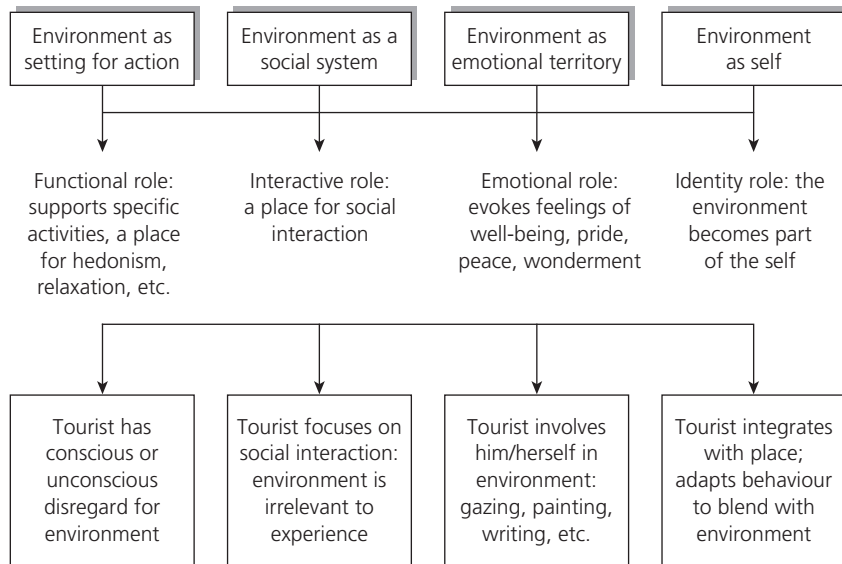 Environment as
setting for action
Environment as a
social system
Environment as
emotional territory
Environment
as self
Functional role:
supports specific
activities, a place
for hedonism,
relaxation, etc.
Interactive role:
a place for social
interaction
Emotional role:
evokes feelings of
well-being, pride,
peace, wonderment
Identity role: the
environment
becomes part
of the self
Tourist has
conscious or
unconscious
disregard for
environment
Tourist focuses on
social interaction:
environment is
irrelevant to
experience
Tourist involves
him/herself in
environment:
gazing, painting,
writing, etc.
Tourist integrates
with place;
adapts behaviour
to blend with
environment